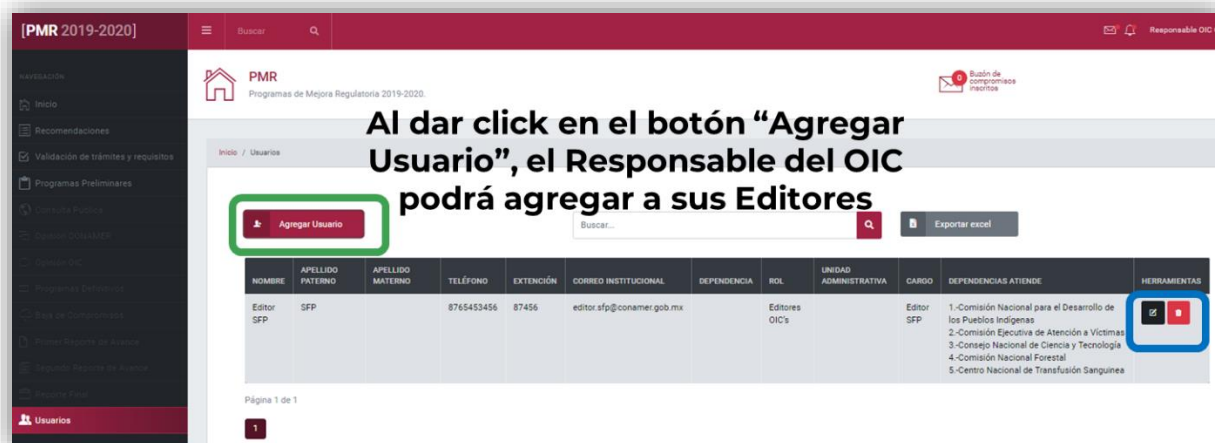 [PMR 2019-2020]
Buscar
Responsable OIC
NAVEGACIÓN
Inicio
Recomendaciones
Validación de trámites y requisitos
Programas Preliminares
Consulta Pública
Opinión CONAMER
Opinión OIC
Programas Definitivos
Baja de Compromisos
Primer Reporte de Avance
Segundo Reporte de Avance
Reporte Final
Usuarios
PMR
Programas de Mejora Regulatoria 2019-2020.
0
Buzón de
compromisos
inscritos
Inicio / Usuarios
Al dar click en el botón “Agregar
Usuario”, el Responsable del OIC
podrá agregar a sus Editores
Agregar Usuario
Buscar...
Exportar excel
NOMBRE APELLIDO PATERNO APELLIDO MATERNO TELÉFONO EXTENCIÓN CORREO INSTITUCIONAL DEPENDENCIA ROL UNIDAD ADMINISTRATIVA CARGO DEPENDENCIAS ATIENDE HERRAMIENTAS
Editor SFP SFP 8765453456 87456 editor.sfp@conamer.gob.mx Editores OIC's Editor SFP
1.-Comisión Nacional para el Desarrollo de
los Pueblos Indígenas
2.-Comisión Ejecutiva de Atención a Víctimas
3.-Consejo Nacional de Ciencia y Tecnología
4.-Comisión Nacional Forestal
5.-Centro Nacional de Transfusión Sanguinea
Página 1 de 1
1